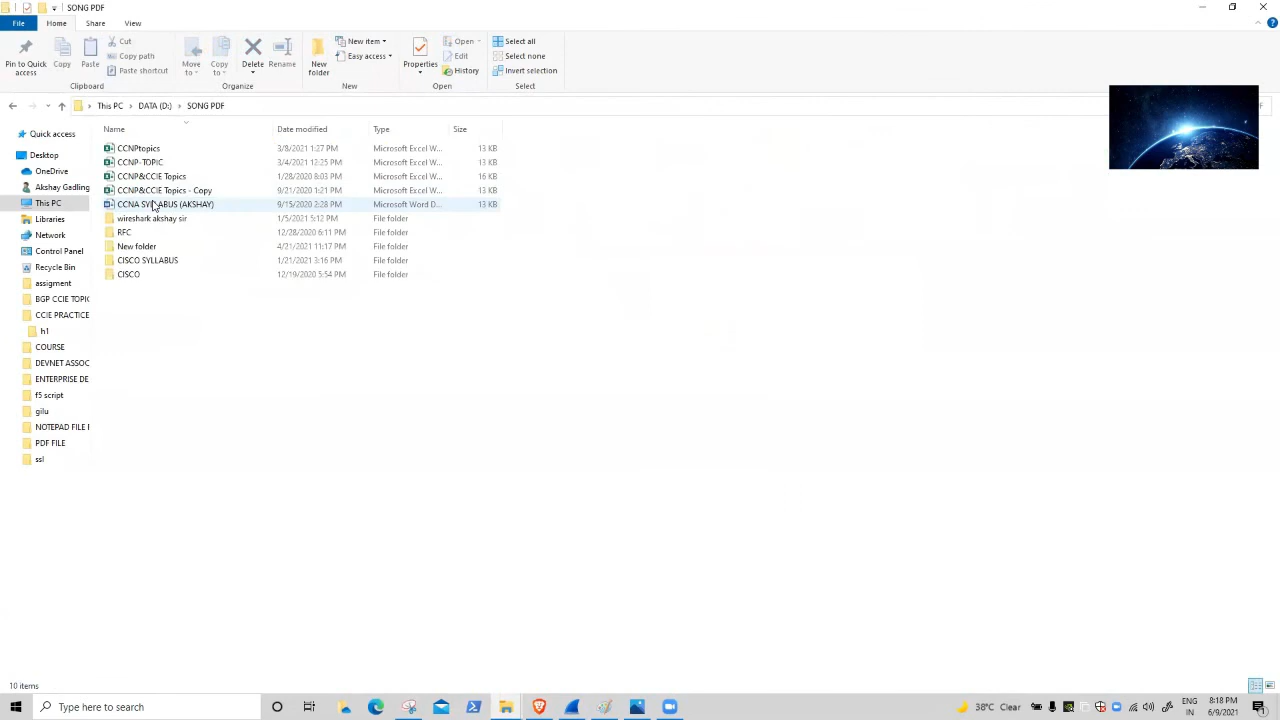 SONG PDF
File Home Share View
Pin to Quick access
Copy
Paste
Cut
Copy path
Paste shortcut
Clipboard
Move to
Copy to
Delete
Rename
Organize
New folder
New item
Easy access
New
Properties
Open
Edit
History
Open
Select all
Select none
Invert selection
Select
This PC DATA (D:) SONG PDF
Name Date modified Type Size
CCNPtopics 3/8/2021 1:27 PM Microsoft Excel W... 13 KB
CCNP-TOPIC 3/4/2021 12:35 PM Microsoft Excel W... 13 KB
CCNP&CCIE Topics 1/28/2020 8:03 PM Microsoft Excel W... 16 KB
CCNP&CCIE Topics - Copy 9/21/2020 1:21 PM Microsoft Excel W... 13 KB
CCNA SYLLABUS (AKSHAY) 9/15/2020 2:28 PM Microsoft Word D... 13 KB
wireshark akshay sir 1/5/2021 5:12 PM File folder
RFC 12/28/2020 6:11 PM File folder
New folder 4/21/2021 11:17 PM File folder
CISCO SYLLABUS 1/21/2021 3:16 PM File folder
CISCO 12/19/2020 5:54 PM File folder
Quick access
Desktop
OneDrive
Akshay Gadling
This PC
Libraries
Network
Control Panel
Recycle Bin
assigment
BGP CCIE TOPIC
CCIE PRACTICE
h1
COURSE
DEVNET ASSOC
ENTERPRISE DE
f5 script
gilu
NOTEPAD FILE F
PDF FILE
ssl
10 items
Type here to search
38°C Clear
ENG
IN
8:18 PM
6/9/2021